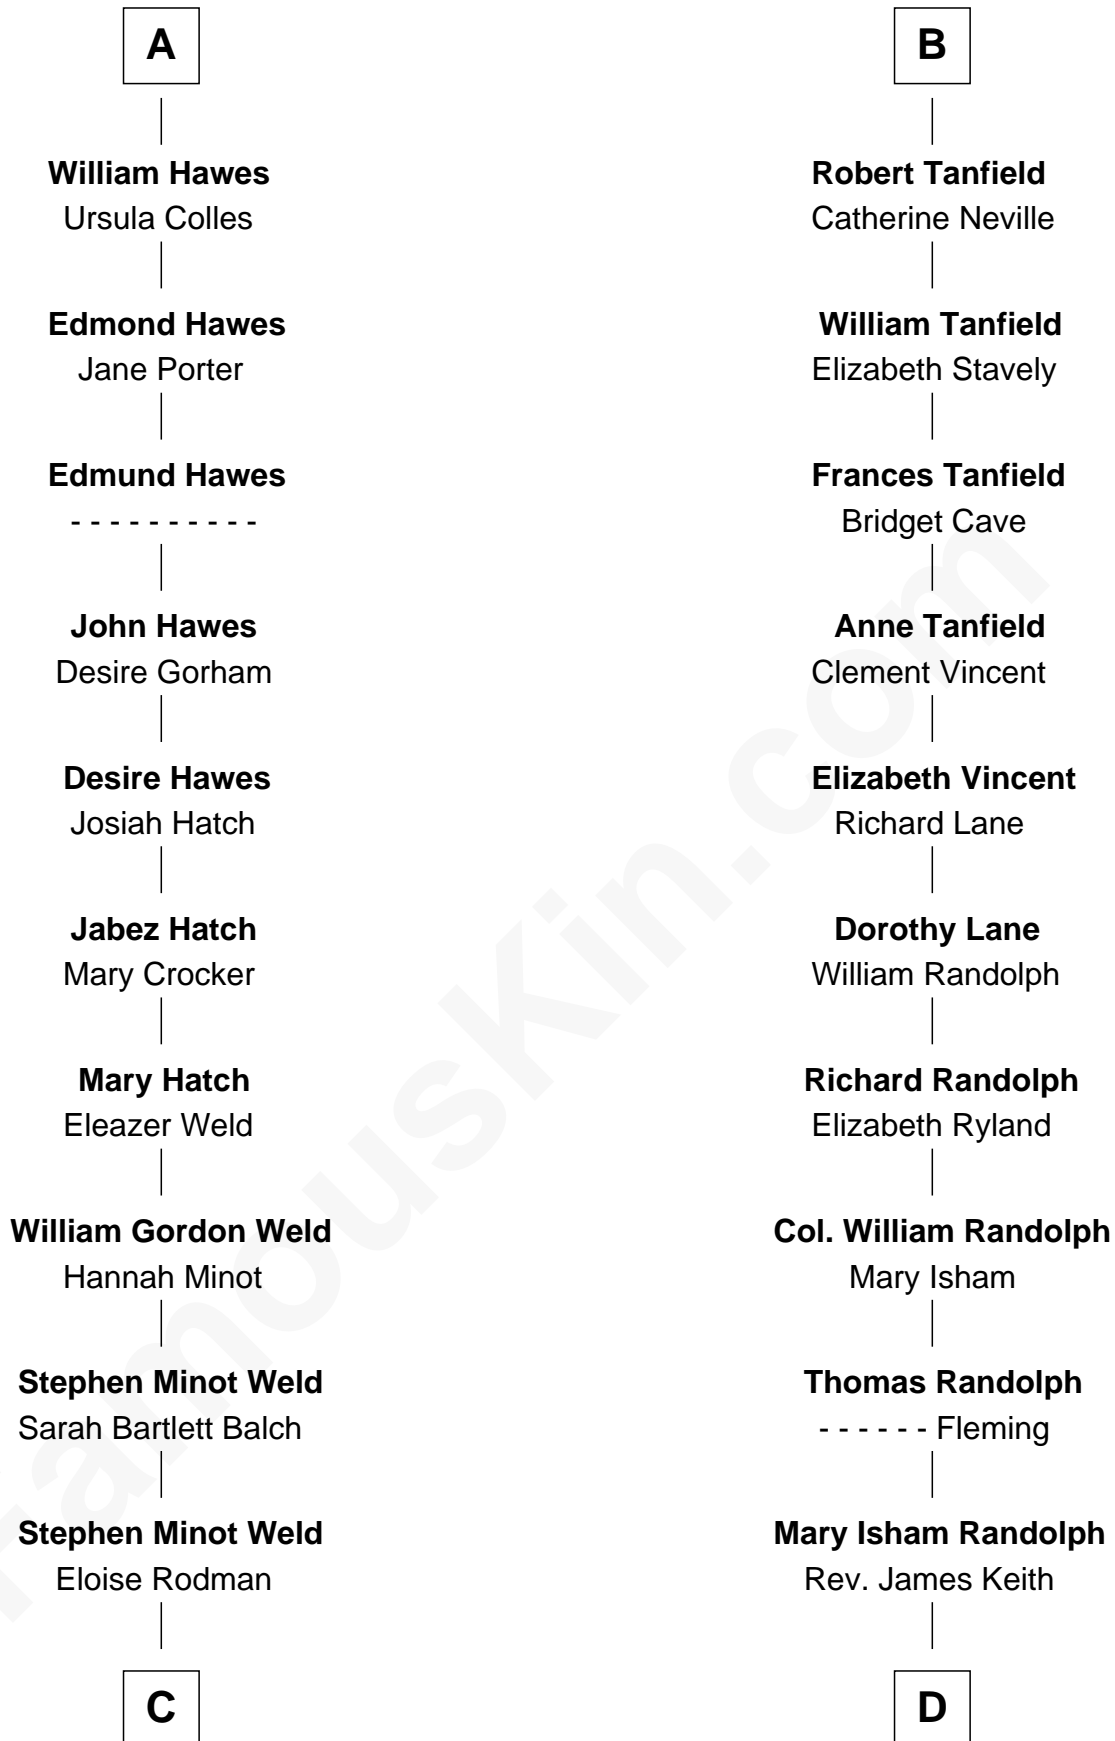 A
William Hawes
Ursula Colles
Edmond Hawes
Jane Porter
Edmund Hawes
- - - - - - - - - -
John Hawes
Desire Gorham
Desire Hawes
Josiah Hatch
Jabez Hatch
Mary Crocker
Mary Hatch
Eleazer Weld
William Gordon Weld
Hannah Minot
Stephen Minot Weld
Sarah Bartlett Balch
Stephen Minot Weld
Eloise Rodman
C
B
Robert Tanfield
Catherine Neville
William Tanfield
Elizabeth Stavely
Frances Tanfield
Bridget Cave
Anne Tanfield
Clement Vincent
Elizabeth Vincent
Richard Lane
Dorothy Lane
William Randolph
Richard Randolph
Elizabeth Ryland
Col. William Randolph
Mary Isham
Thomas Randolph
- - - - - - Fleming
Mary Isham Randolph
Rev. James Keith
D
FamousKin.com